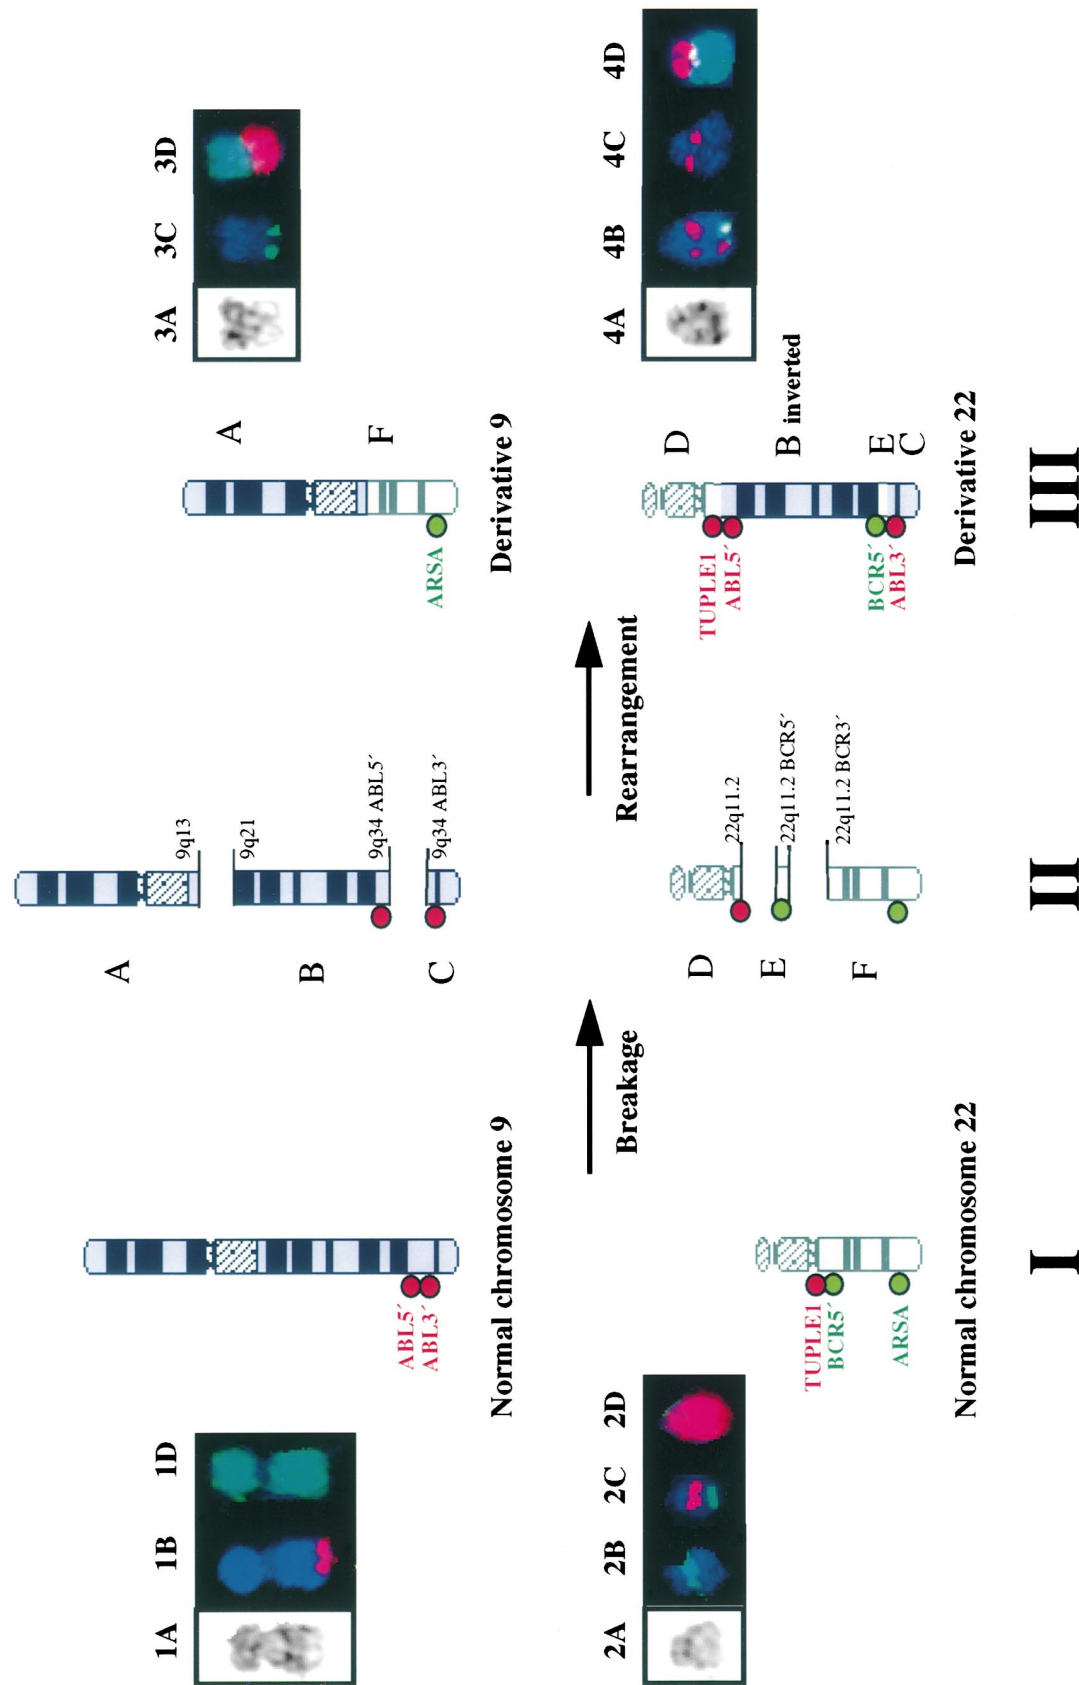 1A 1B 1D
ABL5´
ABL3´
Normal chromosome 9
2A 2B 2C 2D
TUPLE1
BCR5´
ARSA
Normal chromosome 22
I
Breakage
A
B
C
9q13
9q21
9q34 ABL5´
9q34 ABL3´
D
E
F
22q11.2
22q11.2 BCR5´
22q11.2 BCR3´
II
Rearrangement
3A 3C 3D
A
F
ARSA
Derivative 9
4A 4B 4C 4D
D
B inverted
E
C
TUPLE1
ABL5´
BCR5´
ABL3´
Derivative 22
III